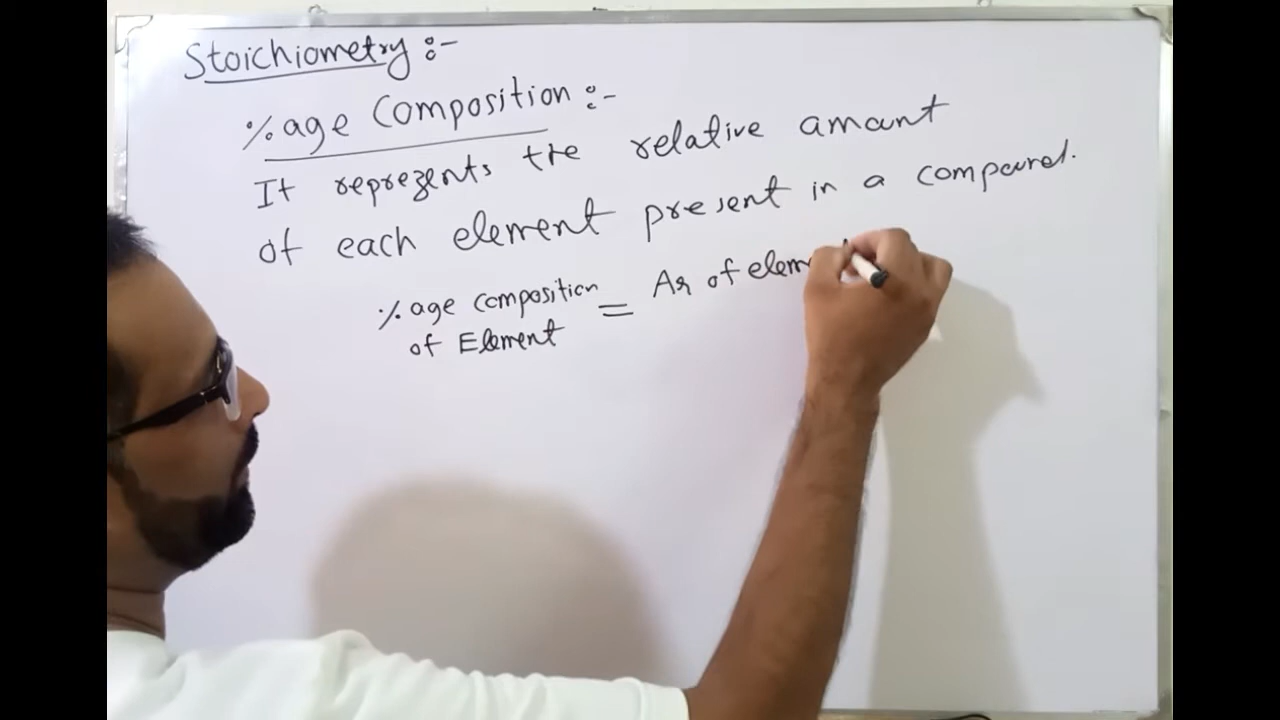 Stoichiometry :-
%age Composition :-
It reprezents the relative amount
of each element present in a compound.
%age composition = Ar of elem
of Element